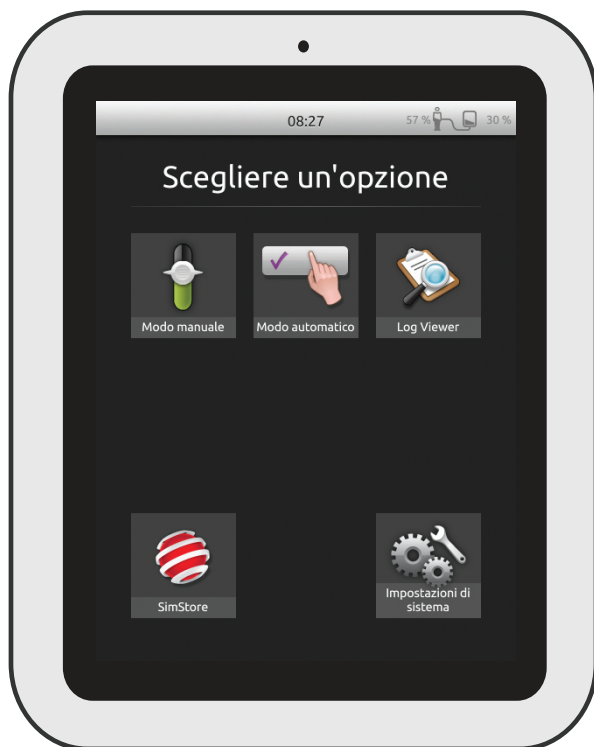 08:27
57 %
30 %
Scegliere un'opzione
Modo manuale
Modo automatico
Log Viewer
SimStore
Impostazioni di
sistema